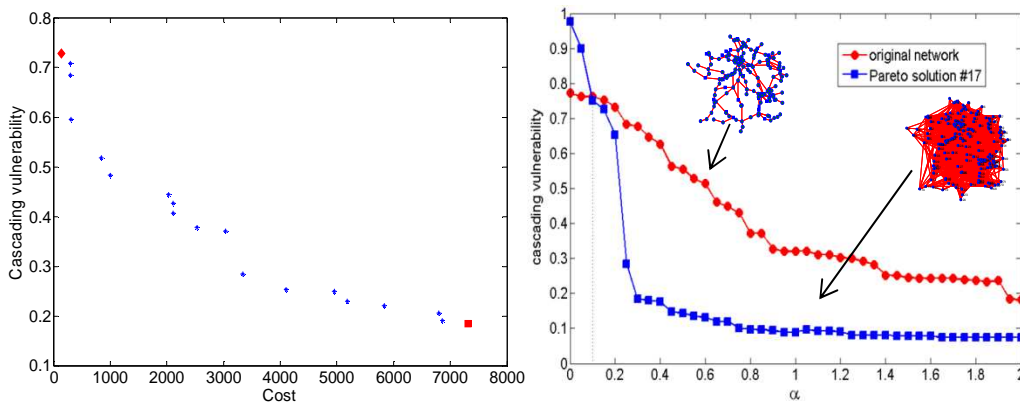 0.8
0.7
0.6
0.5
0.4
0.3
0.2
0.1
Cascading vulnerability
0 1000 2000 3000 4000 5000 6000 7000 8000
Cost
1
0.9
0.8
0.7
0.6
0.5
0.4
0.3
0.2
0.1
0
cascading vulnerability
original network
Pareto solution #17
0 0.2 0.4 0.6 0.8 1 1.2 1.4 1.6 1.8 2
α